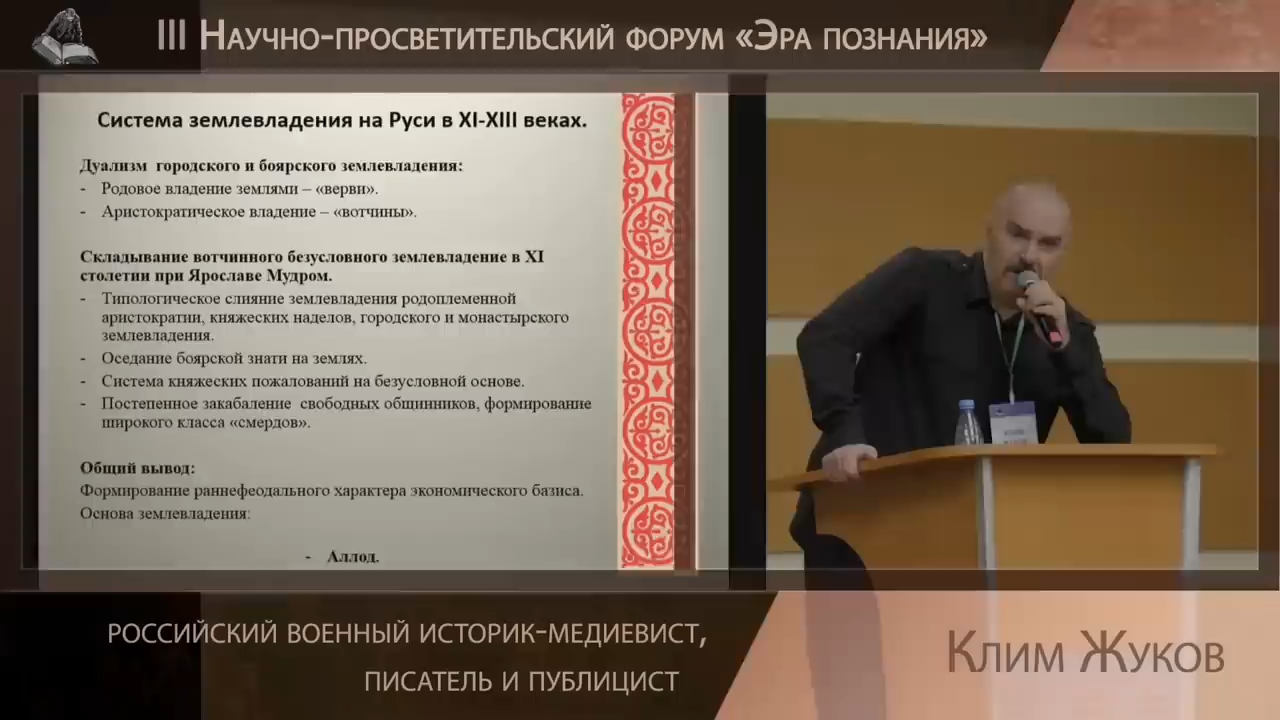 III Научно-просветительский форум «Эра познания»
Система землевладения на Руси в XI-XIII веках.
Дуализм городского и боярского землевладения:
- Родовое владение землями – «верви».
- Аристократическое владение – «вотчины».
Складывание вотчинного безусловного землевладение в XI
столетии при Ярославе Мудром.
- Типологическое слияние землевладения родоплеменной
аристократии, княжеских наделов, городского и монастырского
землевладения.
- Оседание боярской знати на землях.
- Система княжеских пожалований на безусловной основе.
- Постепенное закабаление свободных общинников, формирование
широкого класса «смердов».
Общий вывод:
Формирование раннефеодального характера экономического базиса.
Основа землевладения:
- Аллод.
российский военный историк-медиевист,
писатель и публицист
Клим Жуков